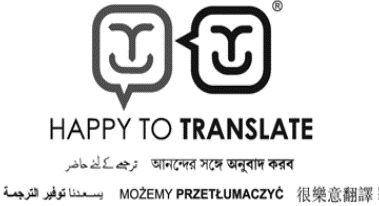 ®
HAPPY TO TRANSLATE
ترجمے کے لئے حاضر আনন্দের সঙ্গে অনুবাদ করব
يسعدنا توفير الترجمة MOŻEMY PRZETŁUMACZYĆ 很樂意翻譯